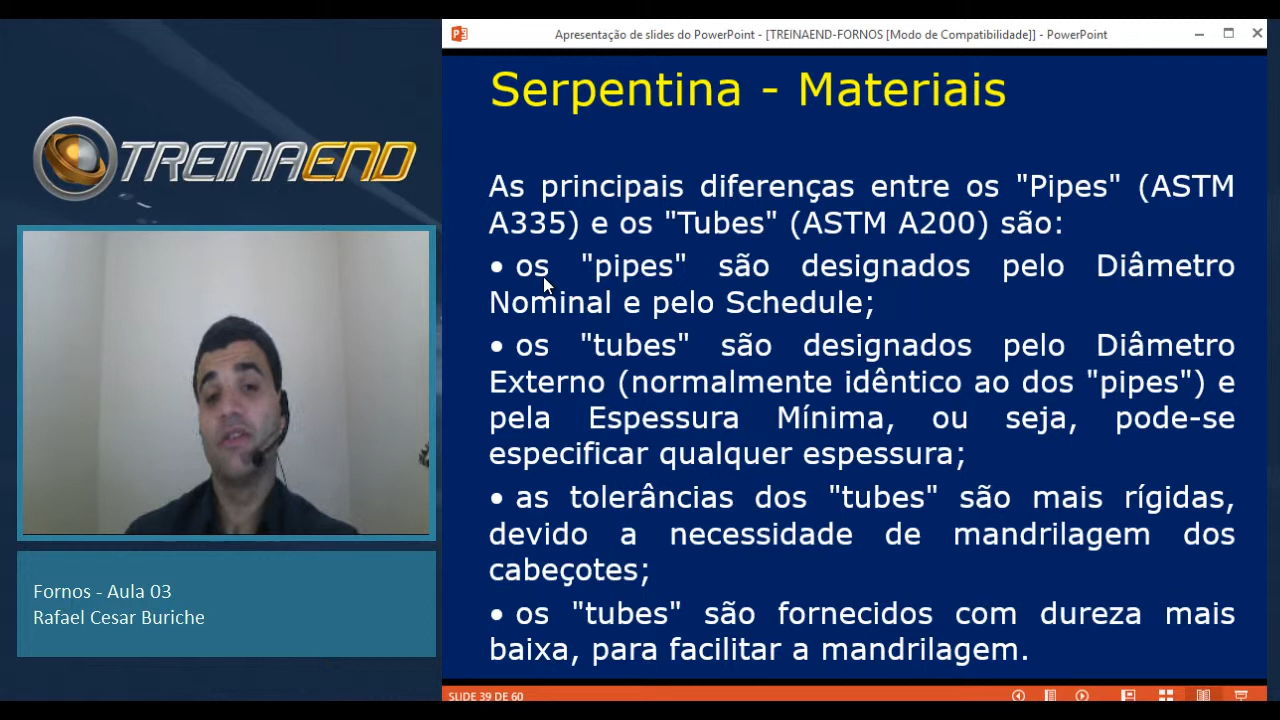 Apresentação de slides do PowerPoint - [TREINAEND-FORNOS [Modo de Compatibilidade]] - PowerPoint
TREINAEND
Serpentina - Materiais
As principais diferenças entre os "Pipes" (ASTM
A335) e os "Tubes" (ASTM A200) são:
• os "pipes" são designados pelo Diâmetro
Nominal e pelo Schedule;
• os "tubes" são designados pelo Diâmetro
Externo (normalmente idêntico ao dos "pipes") e
pela Espessura Mínima, ou seja, pode-se
especificar qualquer espessura;
• as tolerâncias dos "tubes" são mais rígidas,
devido a necessidade de mandrilagem dos
cabeçotes;
• os "tubes" são fornecidos com dureza mais
baixa, para facilitar a mandrilagem.
Fornos - Aula 03
Rafael Cesar Buriche
SLIDE 39 DE 60